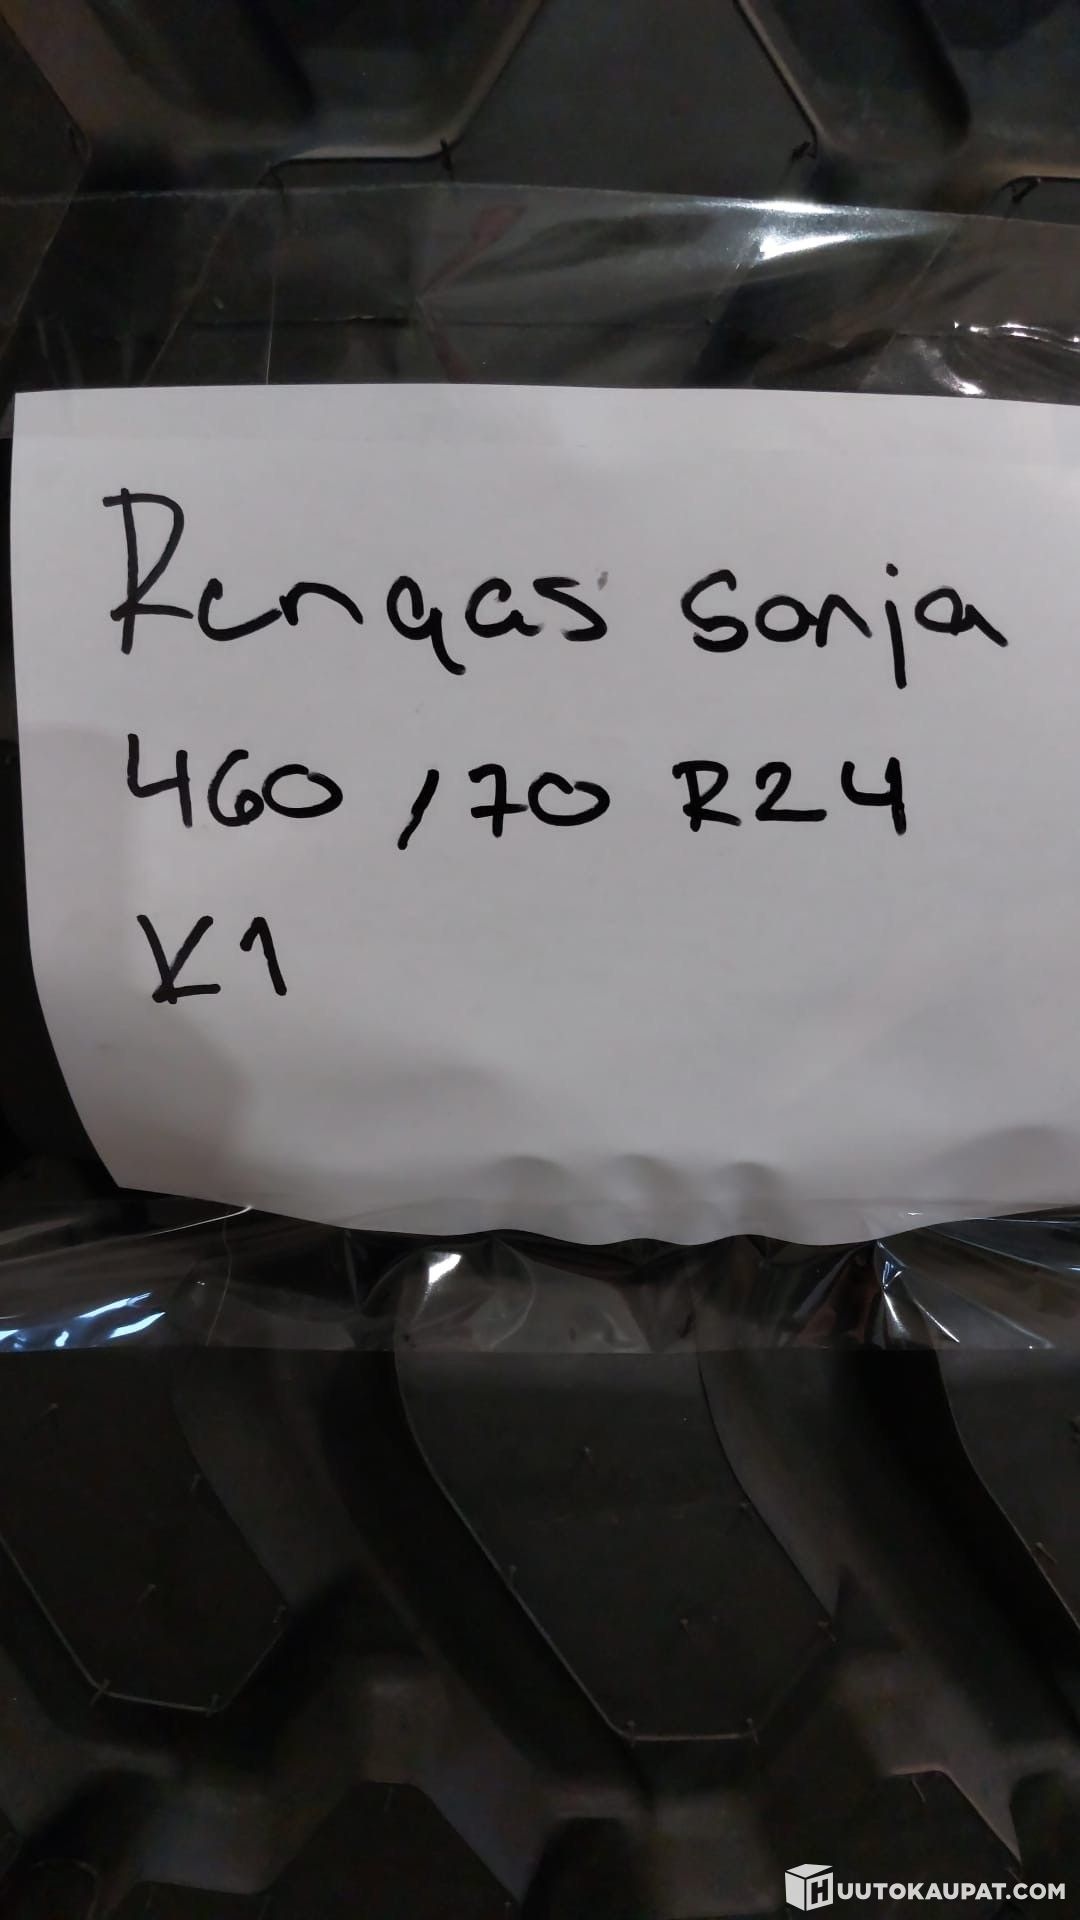 Rengas sonja
460/70 R24
K1
HUUTOKAUPAT.COM